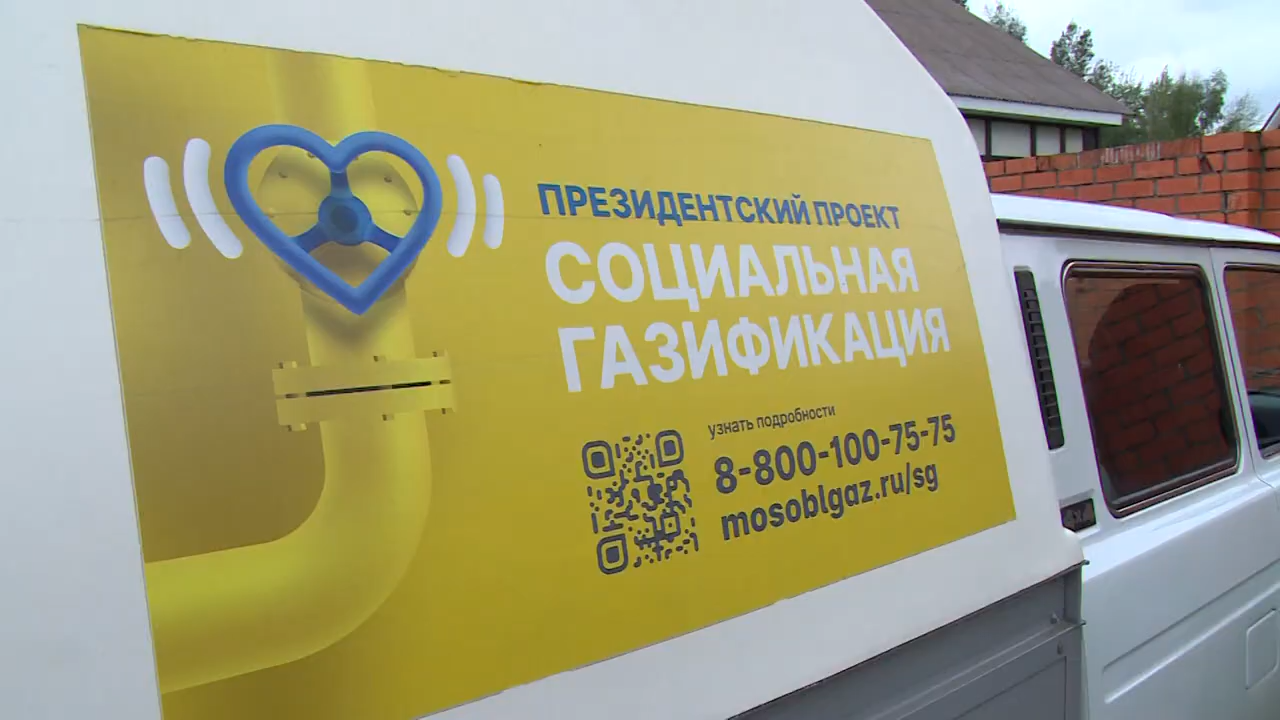 ПРЕЗИДЕНТСКИЙ ПРОЕКТ
СОЦИАЛЬНАЯ
ГАЗИФИКАЦИЯ
узнать подробности
8-800-100-75-75
mosoblgaz.ru/sg